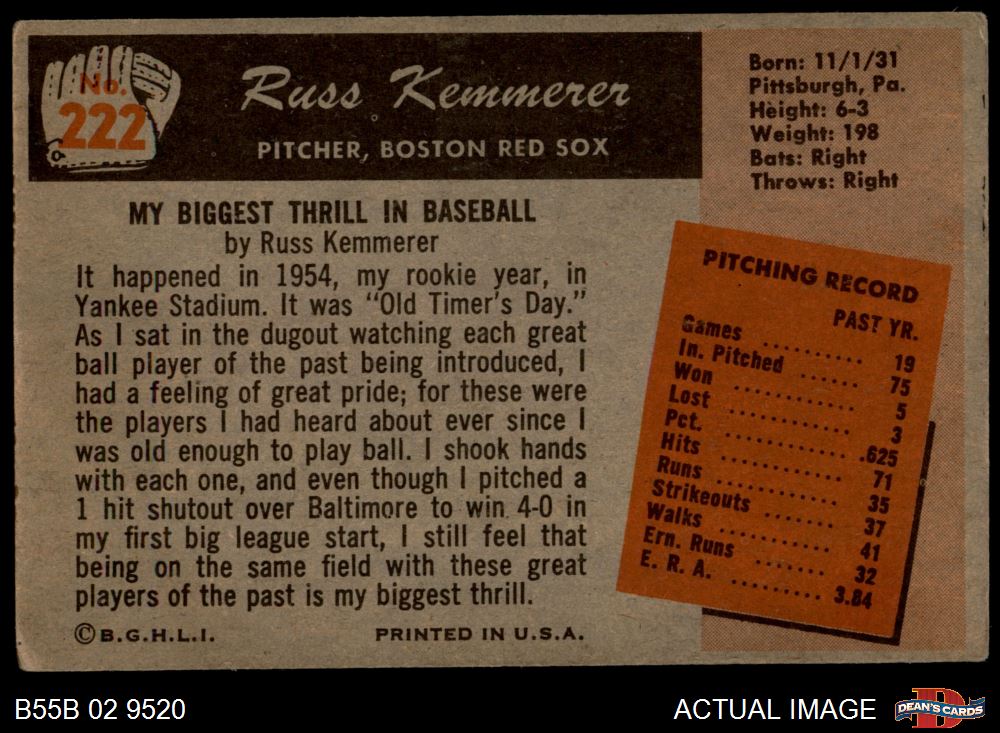 No.
222
Russ Kemmerer
PITCHER, BOSTON RED SOX
Born: 11/1/31
Pittsburgh, Pa.
Height: 6-3
Weight: 198
Bats: Right
Throws: Right
MY BIGGEST THRILL IN BASEBALL
by Russ Kemmerer
It happened in 1954, my rookie year, in
Yankee Stadium. It was “Old Timer’s Day.”
As I sat in the dugout watching each great
ball player of the past being introduced, I
had a feeling of great pride; for these were
the players I had heard about ever since I
was old enough to play ball. I shook hands
with each one, and even though I pitched a
1 hit shutout over Baltimore to win 4-0 in
my first big league start, I still feel that
being on the same field with these great
players of the past is my biggest thrill.
© B.G.H.L.I. PRINTED IN U.S.A.
PITCHING RECORD
PAST YR.
Games .......... 19
In. Pitched ...... 75
Won ............ 5
Lost ............ 3
Pct. ............ .625
Hits ............ 71
Runs ............ 35
Strikeouts ....... 37
Walks ........... 41
Ern. Runs ....... 32
E. R. A. ......... 3.84
B55B 02 9520
ACTUAL IMAGE
D
DEAN'S CARDS